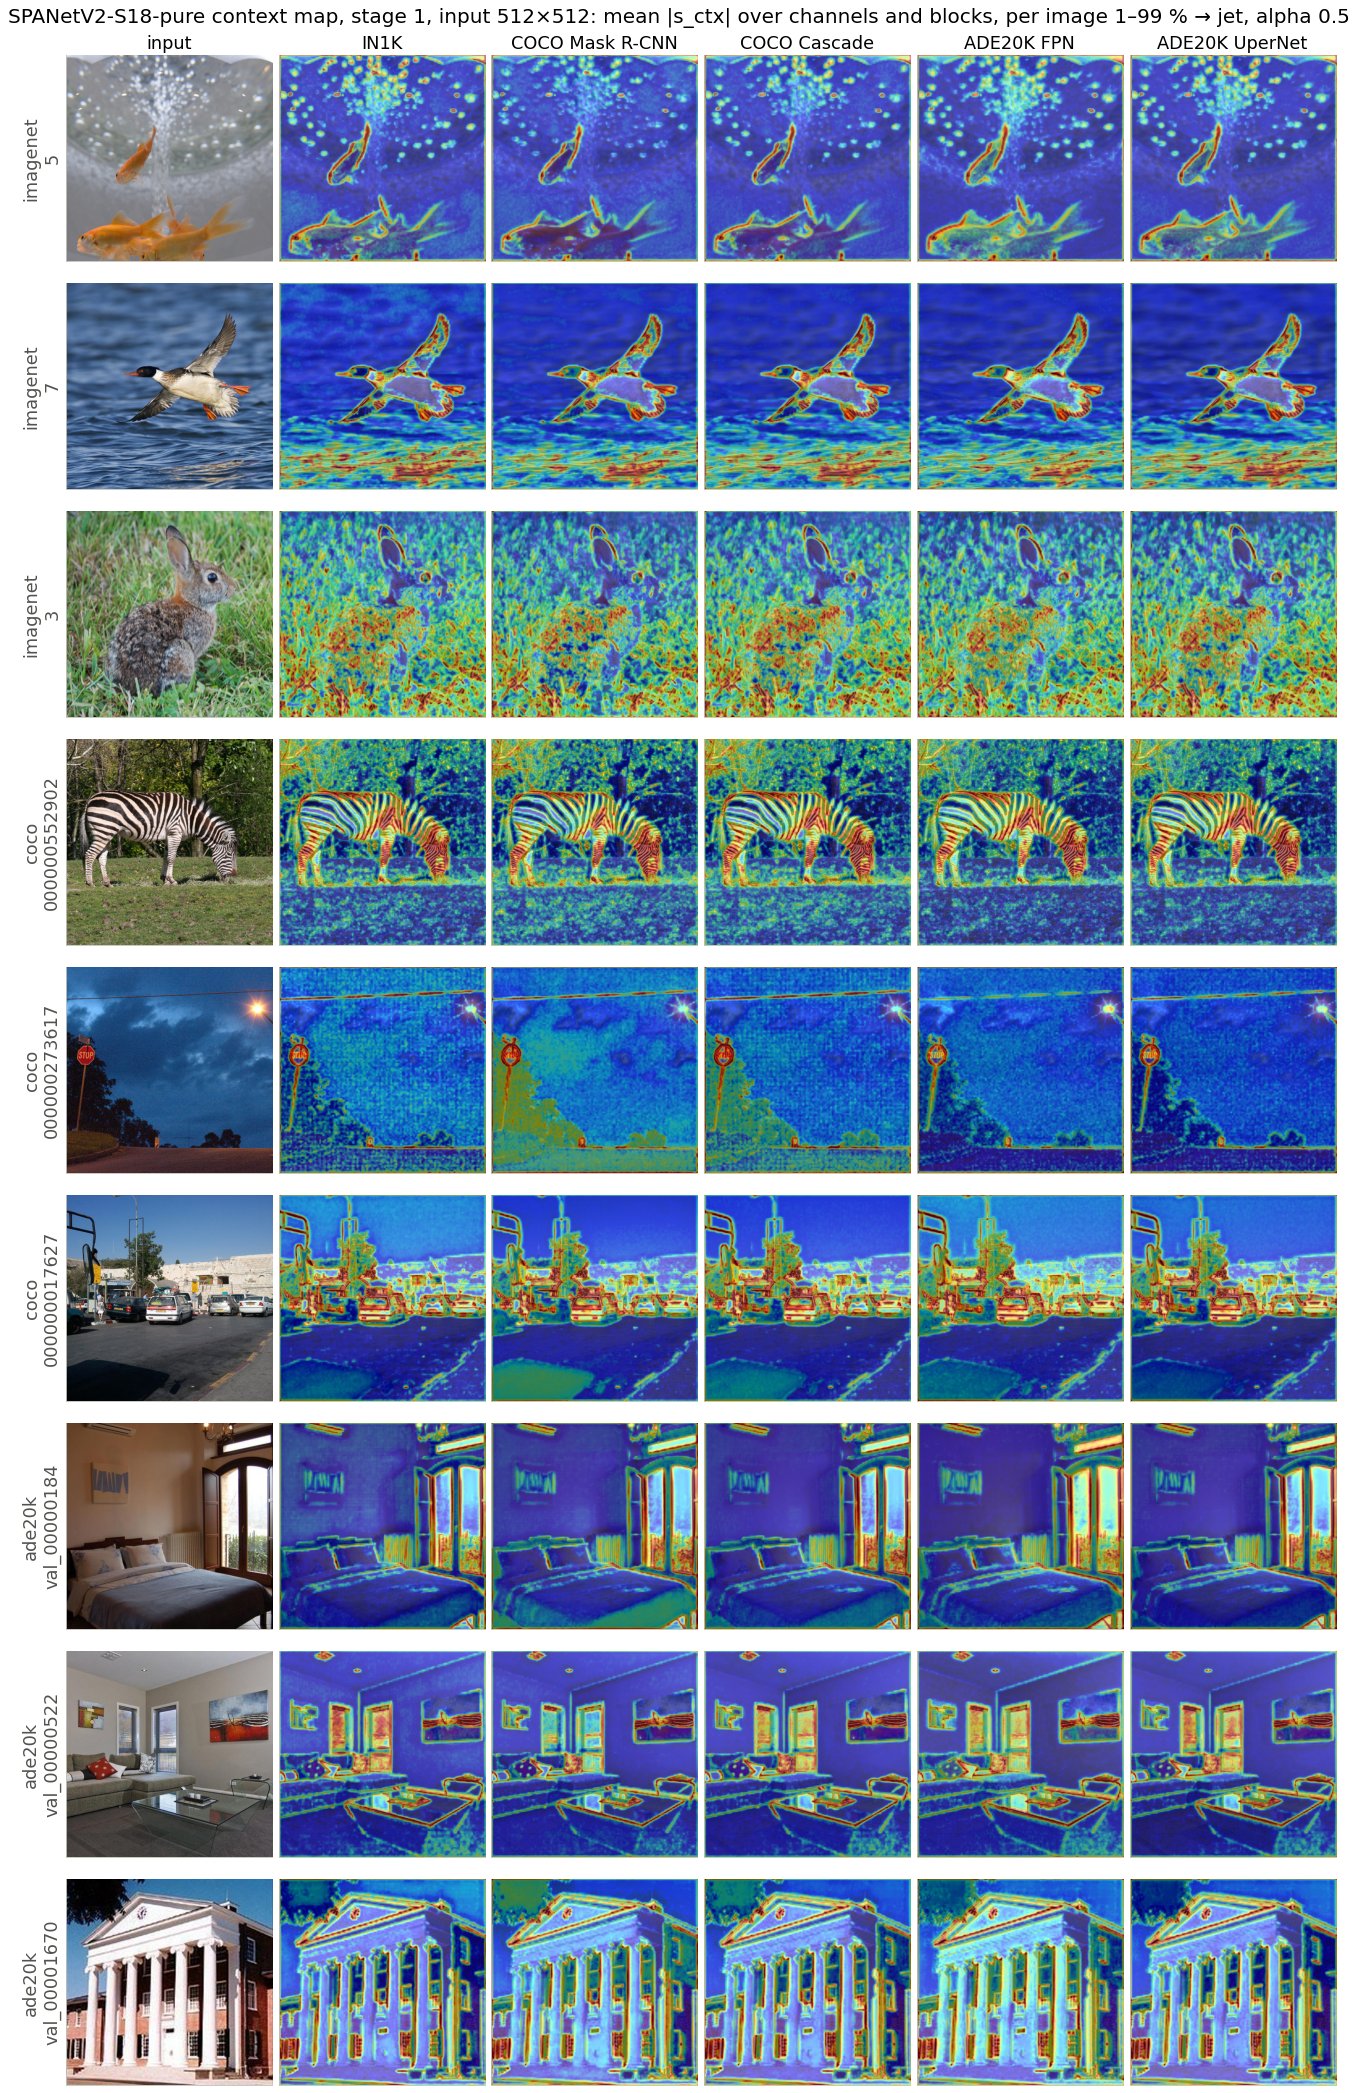 SPANetV2-S18-pure context map, stage 1, input 512×512: mean |s_ctx| over channels and blocks, per image 1–99 % → jet, alpha 0.5
input
IN1K
COCO Mask R-CNN
COCO Cascade
ADE20K FPN
ADE20K UperNet
imagenet
5
imagenet
7
imagenet
3
coco
000000552902
coco
000000273617
STOP
coco
000000017627
ade20k
val_00000184
ade20k
val_00000522
ade20k
val_00001670